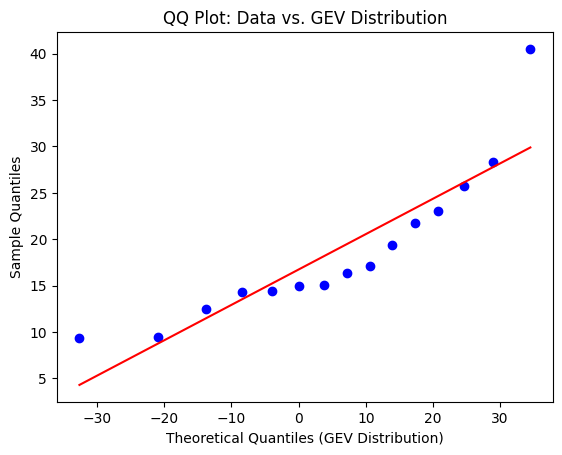 QQ Plot: Data vs. GEV Distribution
40
35
30
25
20
15
10
5
Sample Quantiles
−30 −20 −10 0 10 20 30
Theoretical Quantiles (GEV Distribution)